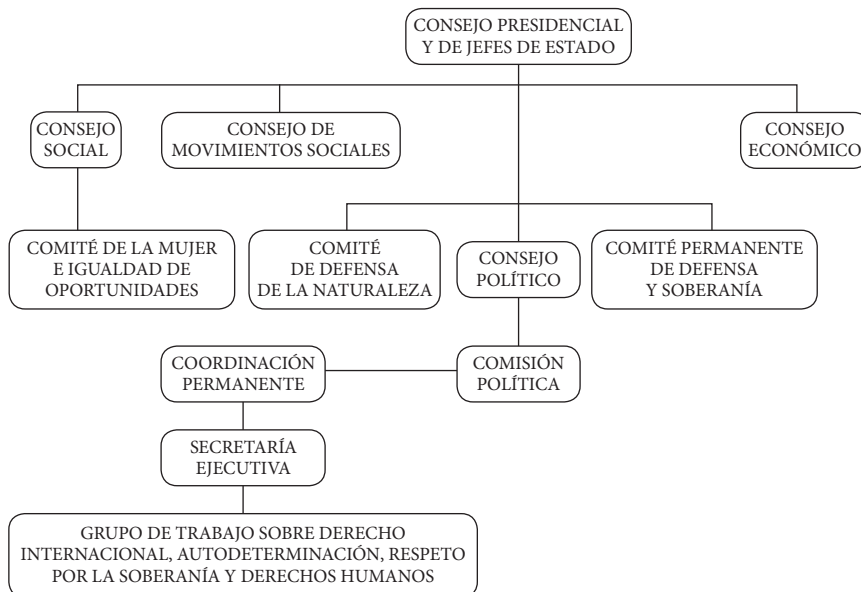 CONSEJO PRESIDENCIAL
Y DE JEFES DE ESTADO
CONSEJO
SOCIAL
CONSEJO DE
MOVIMIENTOS SOCIALES
CONSEJO
ECONÓMICO
COMITÉ DE LA MUJER
E IGUALDAD DE
OPORTUNIDADES
COMITÉ
DE DEFENSA
DE LA NATURALEZA
CONSEJO
POLÍTICO
COMITÉ PERMANENTE
DE DEFENSA
Y SOBERANÍA
COORDINACIÓN
PERMANENTE
COMISIÓN
POLÍTICA
SECRETARÍA
EJECUTIVA
GRUPO DE TRABAJO SOBRE DERECHO
INTERNACIONAL, AUTODETERMINACIÓN, RESPETO
POR LA SOBERANÍA Y DERECHOS HUMANOS